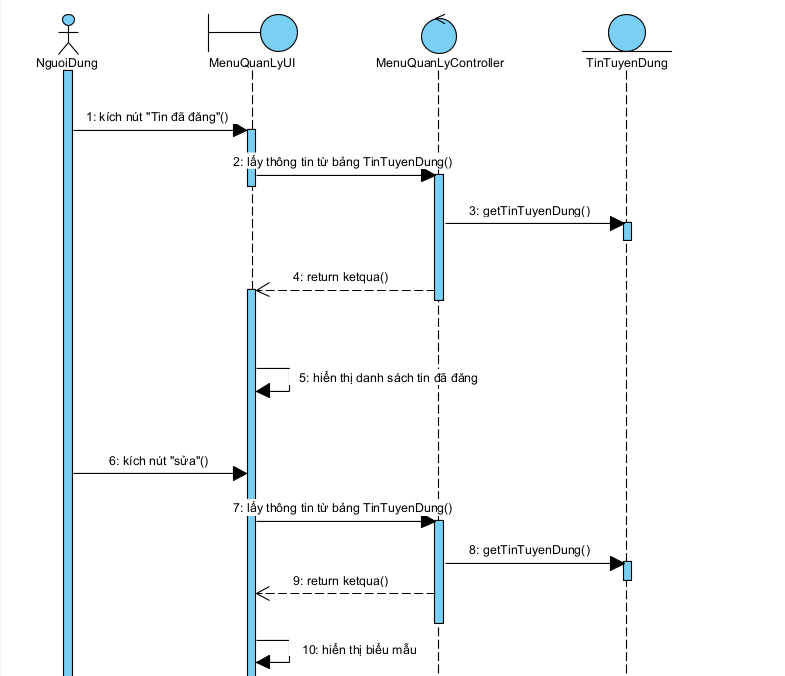 NguoiDung
MenuQuanLyUI
MenuQuanLyController
TinTuyenDung
1: kích nút "Tin đã đăng"()
2: lấy thông tin từ bảng TinTuyenDung()
3: getTinTuyenDung()
4: return ketqua()
5: hiển thị danh sách tin đã đăng
6: kích nút "sửa"()
7: lấy thông tin từ bảng TinTuyenDung()
8: getTinTuyenDung()
9: return ketqua()
10: hiển thị biểu mẫu